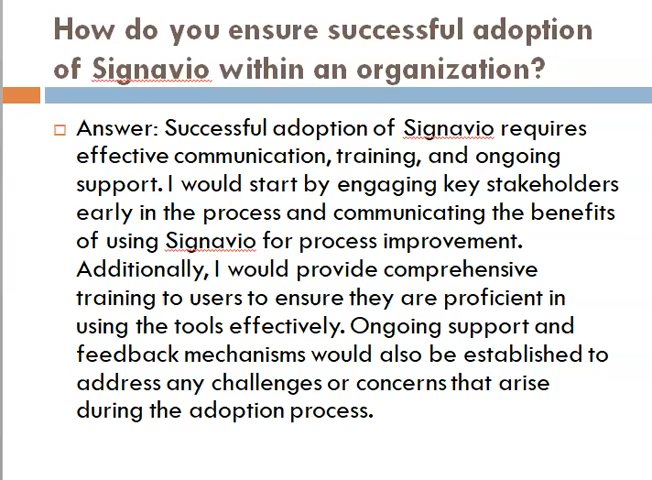 How do you ensure successful adoption
of Signavio within an organization?
Answer: Successful adoption of Signavio requires
effective communication, training, and ongoing
support. I would start by engaging key stakeholders
early in the process and communicating the benefits
of using Signavio for process improvement.
Additionally, I would provide comprehensive
training to users to ensure they are proficient in
using the tools effectively. Ongoing support and
feedback mechanisms would also be established to
address any challenges or concerns that arise
during the adoption process.